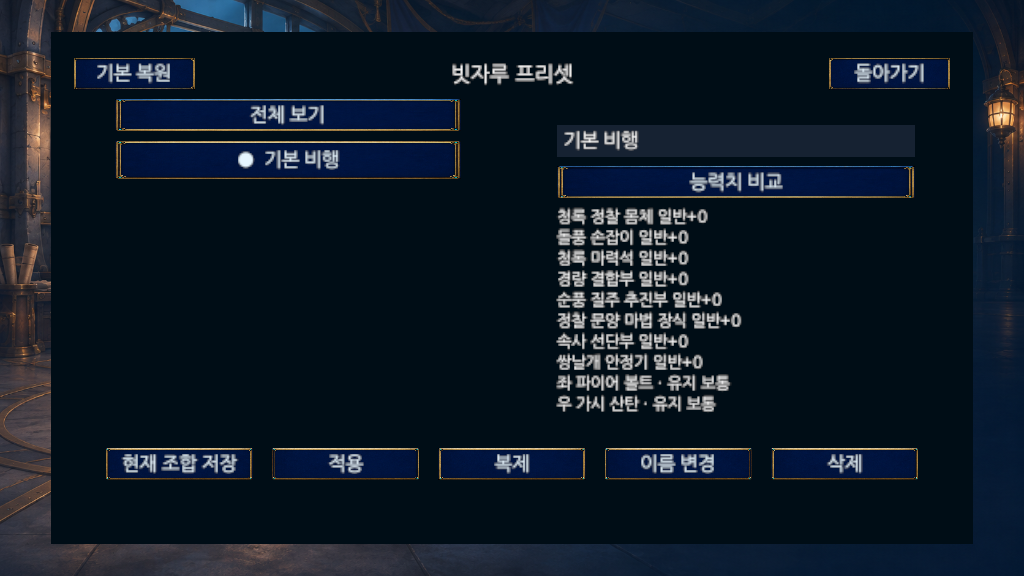 기본 복원
빗자루 프리셋
돌아가기
전체 보기
기본 비행
기본 비행
능력치 비교
청록 정찰 몸체 일반+0
돌풍 손잡이 일반+0
청록 마력석 일반+0
경량 결합부 일반+0
순풍 질주 추진부 일반+0
정찰 문양 마법 장식 일반+0
속사 선단부 일반+0
쌍날개 안정기 일반+0
좌 파이어 볼트 · 유지 보통
우 가시 산탄 · 유지 보통
현재 조합 저장
적용
복제
이름 변경
삭제